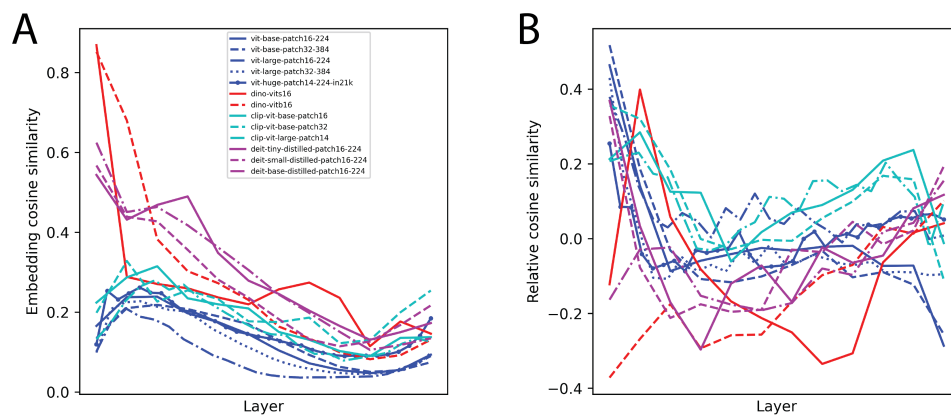 A
B
Embedding cosine similarity
0.8
0.6
0.4
0.2
0.0
Layer
vit-base-patch16-224
vit-base-patch32-384
vit-large-patch16-224
vit-large-patch32-384
vit-huge-patch14-224-in21k
dino-vits16
dino-vitb16
clip-vit-base-patch16
clip-vit-base-patch32
clip-vit-large-patch14
deit-tiny-distilled-patch16-224
deit-small-distilled-patch16-224
deit-base-distilled-patch16-224
Relative cosine similarity
0.4
0.2
0.0
−0.2
−0.4
Layer